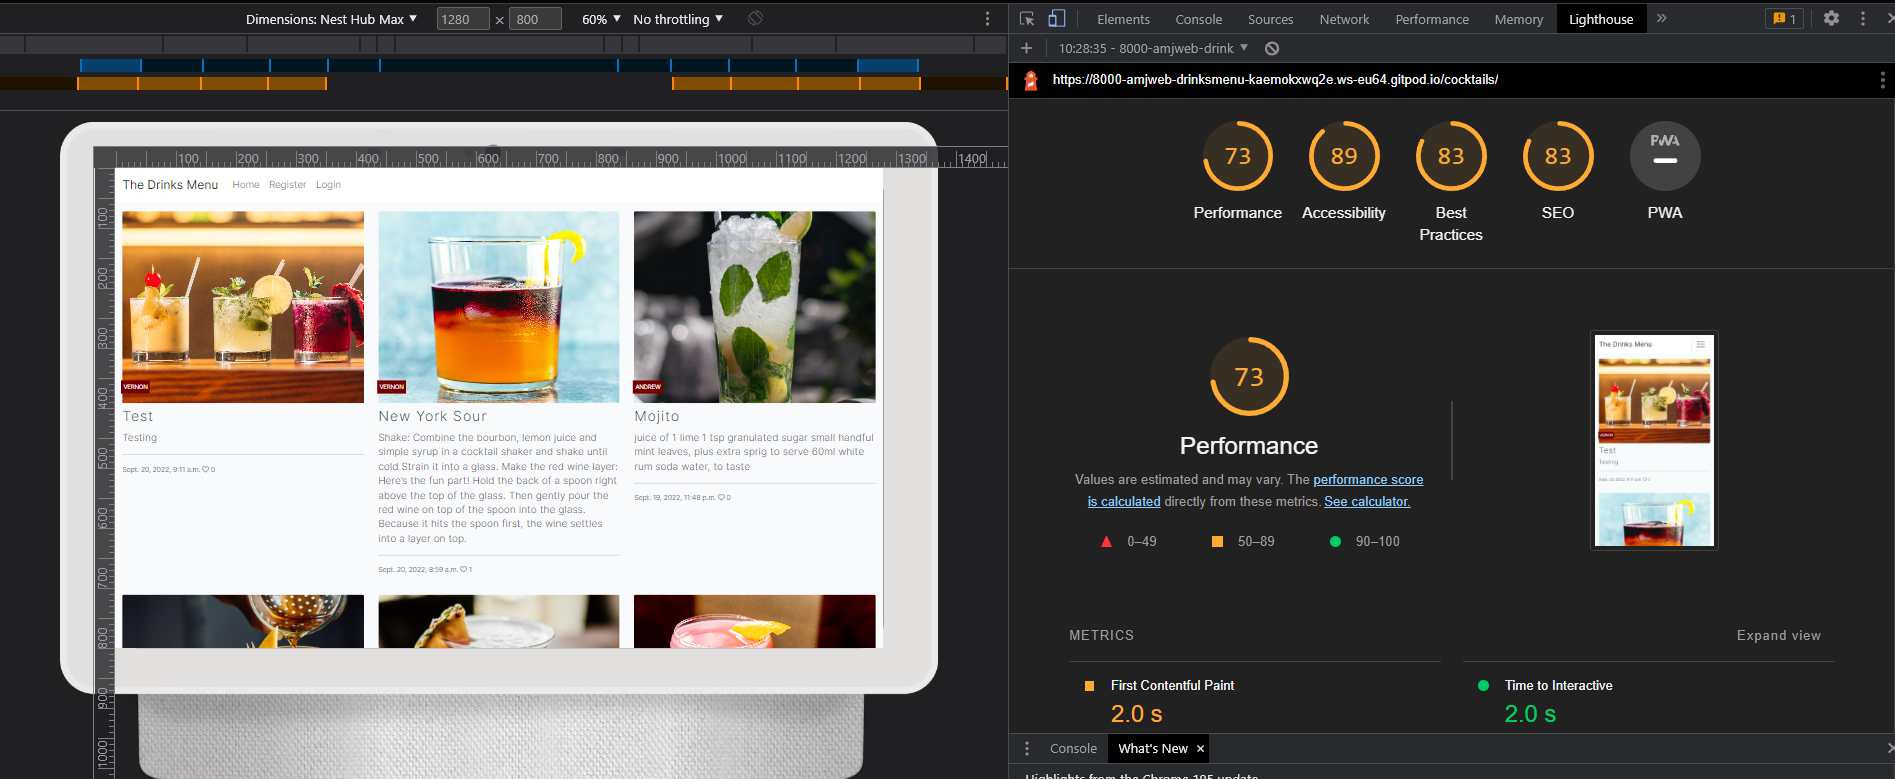 Dimensions: Nest Hub Max ▼ 1280 × 800 60% ▼ No throttling ▼
Elements Console Sources Network Performance Memory Lighthouse » 1
10:28:35 - 8000-amjweb-drink ▼
https://8000-amjweb-drinksmenu-kaemokxwq2e.ws-eu64.gitpod.io/cocktails/
100 200 300 400 500 600 700 800 900 1000 1100 1200 1300 1400
100
200
300
400
500
600
700
800
900
1000
The Drinks Menu Home Register Login
VERNON
Test
Testing
Sept. 20, 2022, 9:11 a.m. 0
VERNON
New York Sour
Shake: Combine the bourbon, lemon juice and
simple syrup in a cocktail shaker and shake until
cold Strain it into a glass. Make the red wine layer:
Here's the fun part! Hold the back of a spoon right
above the top of the glass. Then gently pour the
red wine on top of the spoon into the glass.
Because it hits the spoon first, the wine settles
into a layer on top.
Sept. 20, 2022, 8:59 a.m. 1
ANDREW
Mojito
juice of 1 lime 1 tsp granulated sugar small handful
mint leaves, plus extra sprig to serve 60ml white
rum soda water, to taste
Sept. 19, 2022, 11:48 p.m. 0
73 89 83 83 PWA
Performance Accessibility Best Practices SEO PWA
73
Performance
Values are estimated and may vary. The performance score
is calculated directly from these metrics. See calculator.
0–49 50–89 90–100
The Drinks Menu
VERNON
Test
Testing
METRICS Expand view
First Contentful Paint
2.0 s
Time to Interactive
2.0 s
Console What's New ×
Highlights from the Chrome 105 update